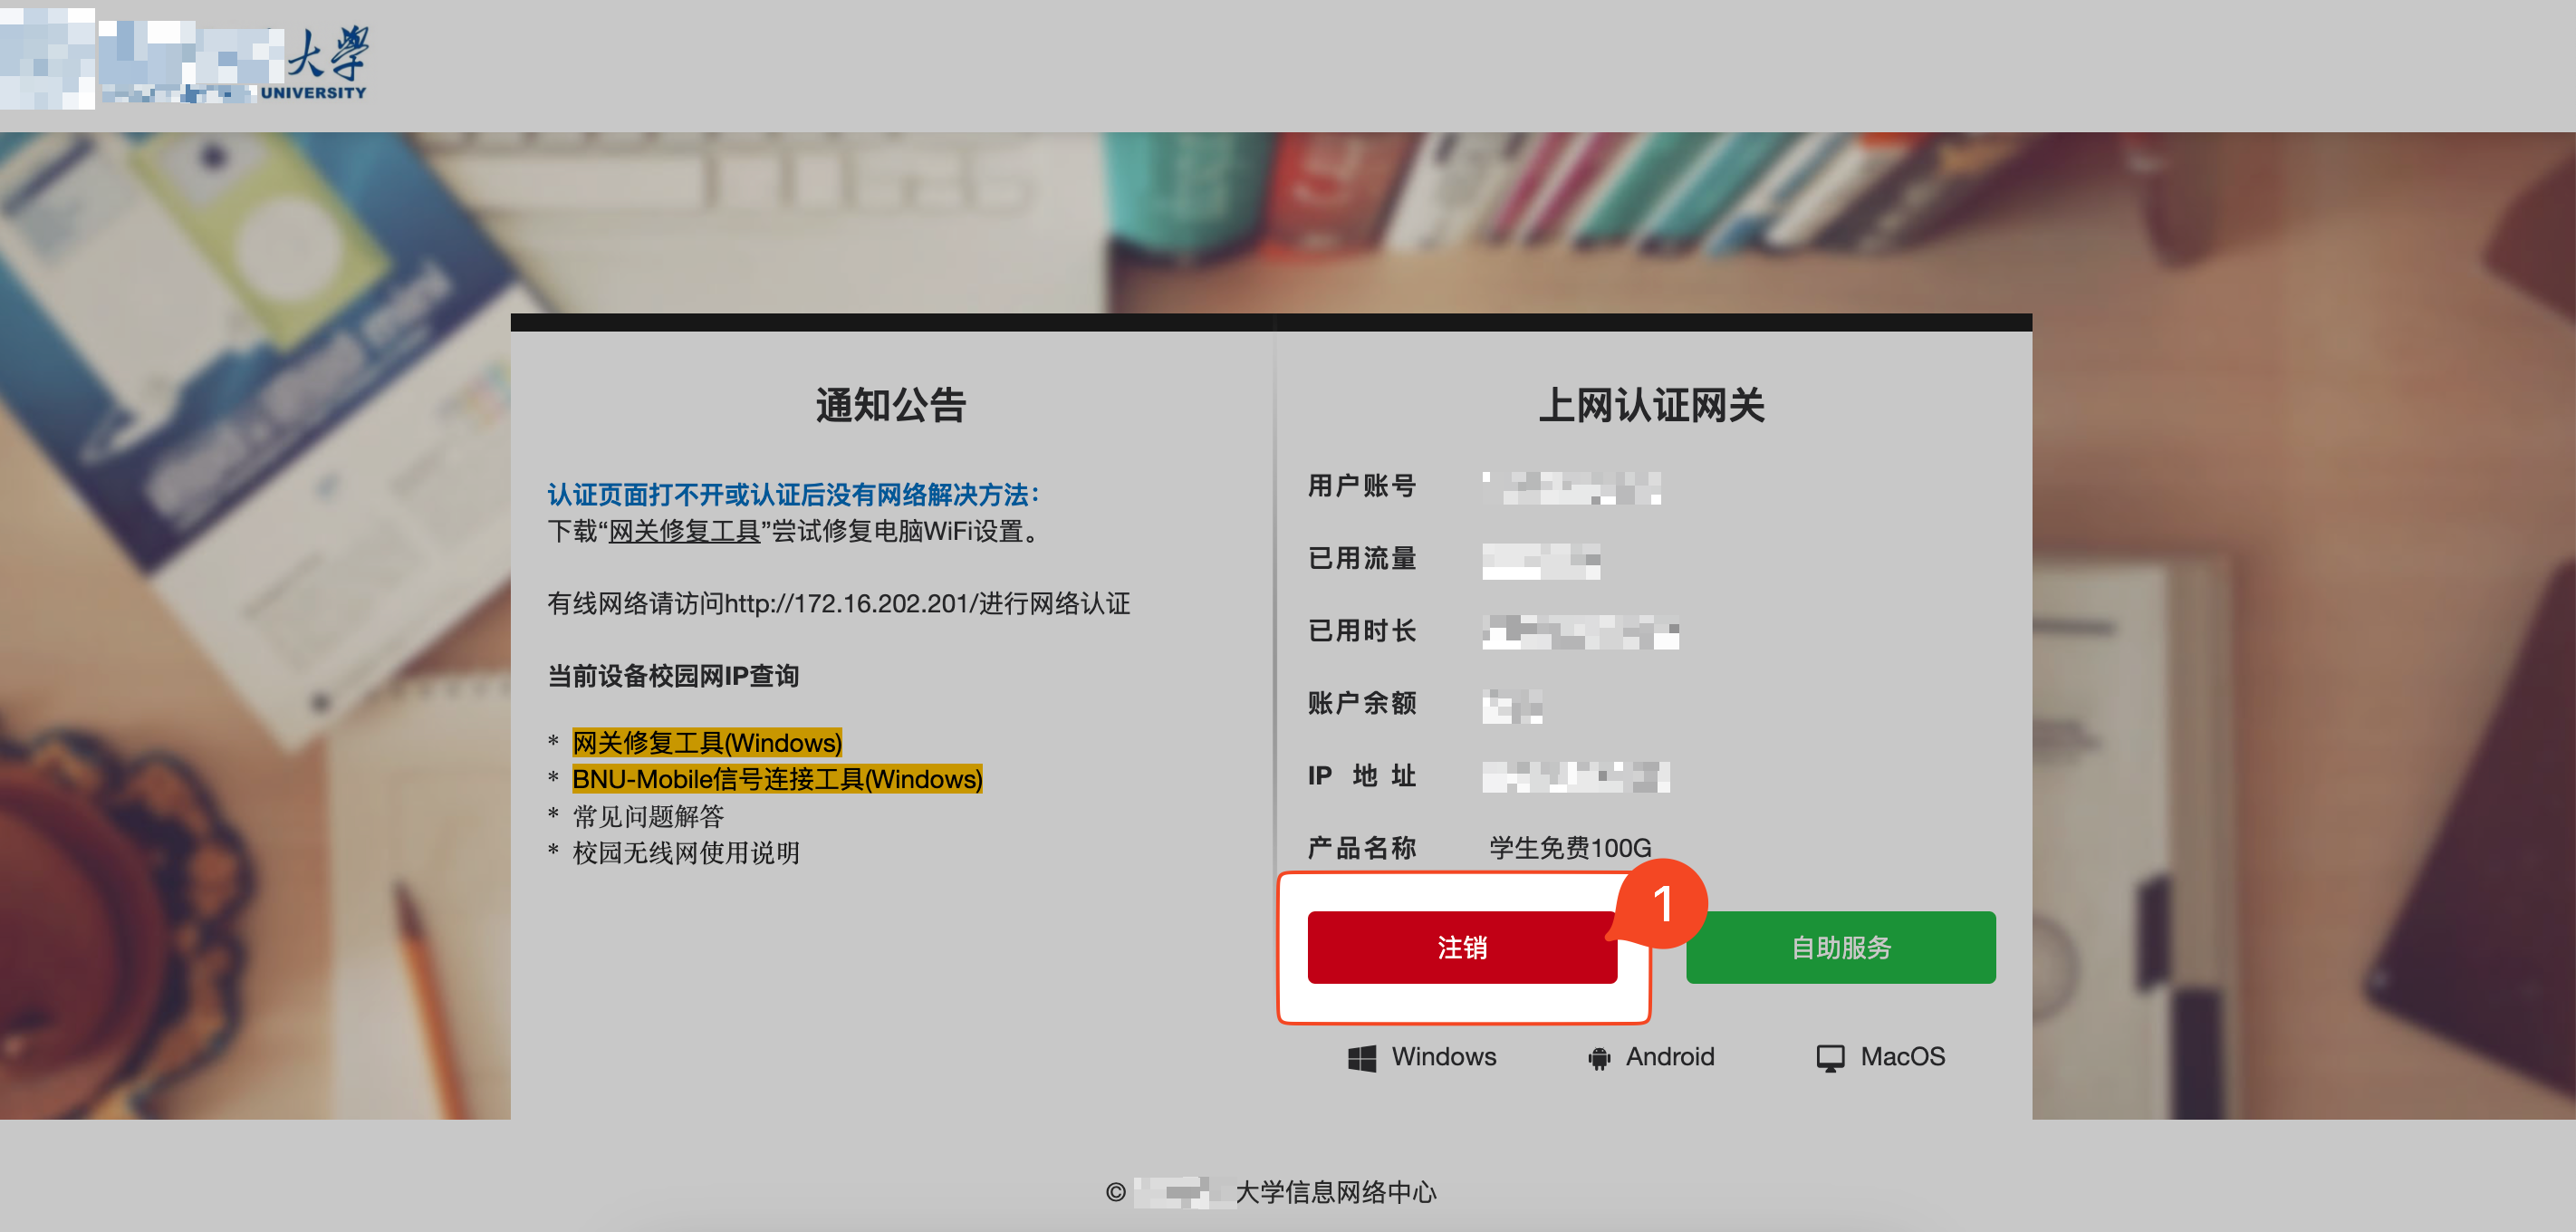 大學
UNIVERSITY
通知公告
认证页面打不开或认证后没有网络解决方法：
下载“网关修复工具”尝试修复电脑WiFi设置。
有线网络请访问http://172.16.202.201/进行网络认证
当前设备校园网IP查询
* 网关修复工具(Windows)
* BNU-Mobile信号连接工具(Windows)
* 常见问题解答
* 校园无线网使用说明
上网认证网关
用户账号
已用流量
已用时长
账户余额
IP 地 址
产品名称 学生免费100G
1
注销
自助服务
Windows
Android
MacOS
© 大学信息网络中心